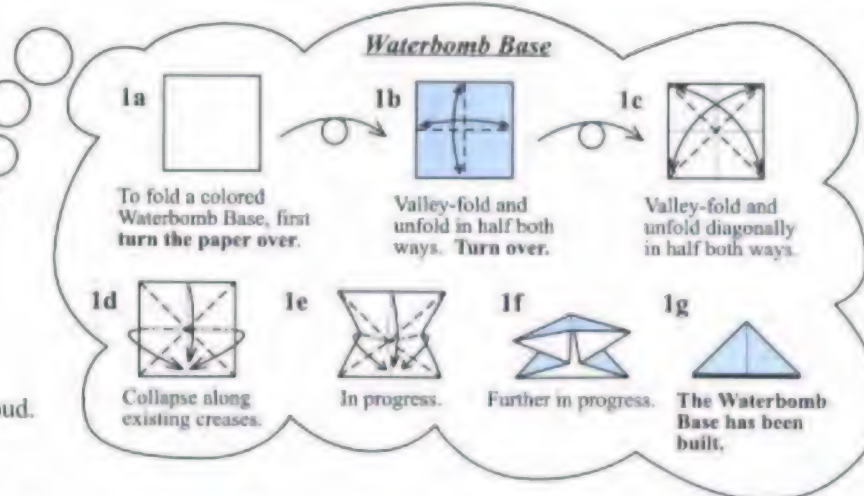 Waterbomb Base
1a
1b
1c
To fold a colored
Waterbomb Base, first
turn the paper over.
Valley-fold and
unfold in half both
ways. Turn over.
Valley-fold and
unfold diagonally
in half both ways.
1d
1e
1f
1g
Collapse along
existing creases.
In progress.
Further in progress.
The Waterbomb
Base has been
built.